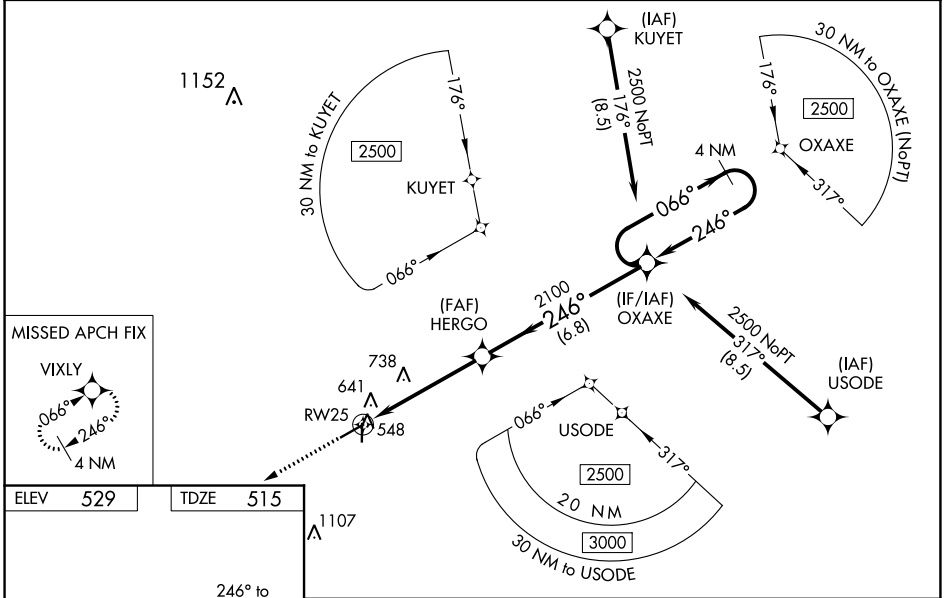 (IAF)
KUYET
1152
30 NM to KUYET
176°
2500
KUYET
066°
2500 NoPT
176°
(8.5)
30 NM to OXAXE (NoPT)
176°
2500
OXAXE
317°
4 NM
066°
246°
(IF/IAF)
OXAXE
2100
246°
(6.8)
(FAF)
HERGO
2500 NoPT
317°
(8.5)
(IAF)
USODE
MISSED APCH FIX
VIXLY
066°
246°
4 NM
738
641
RW25
548
066°
USODE
317°
2500
20 NM
3000
30 NM to USODE
ELEV 529
TDZE 515
1107
246° to